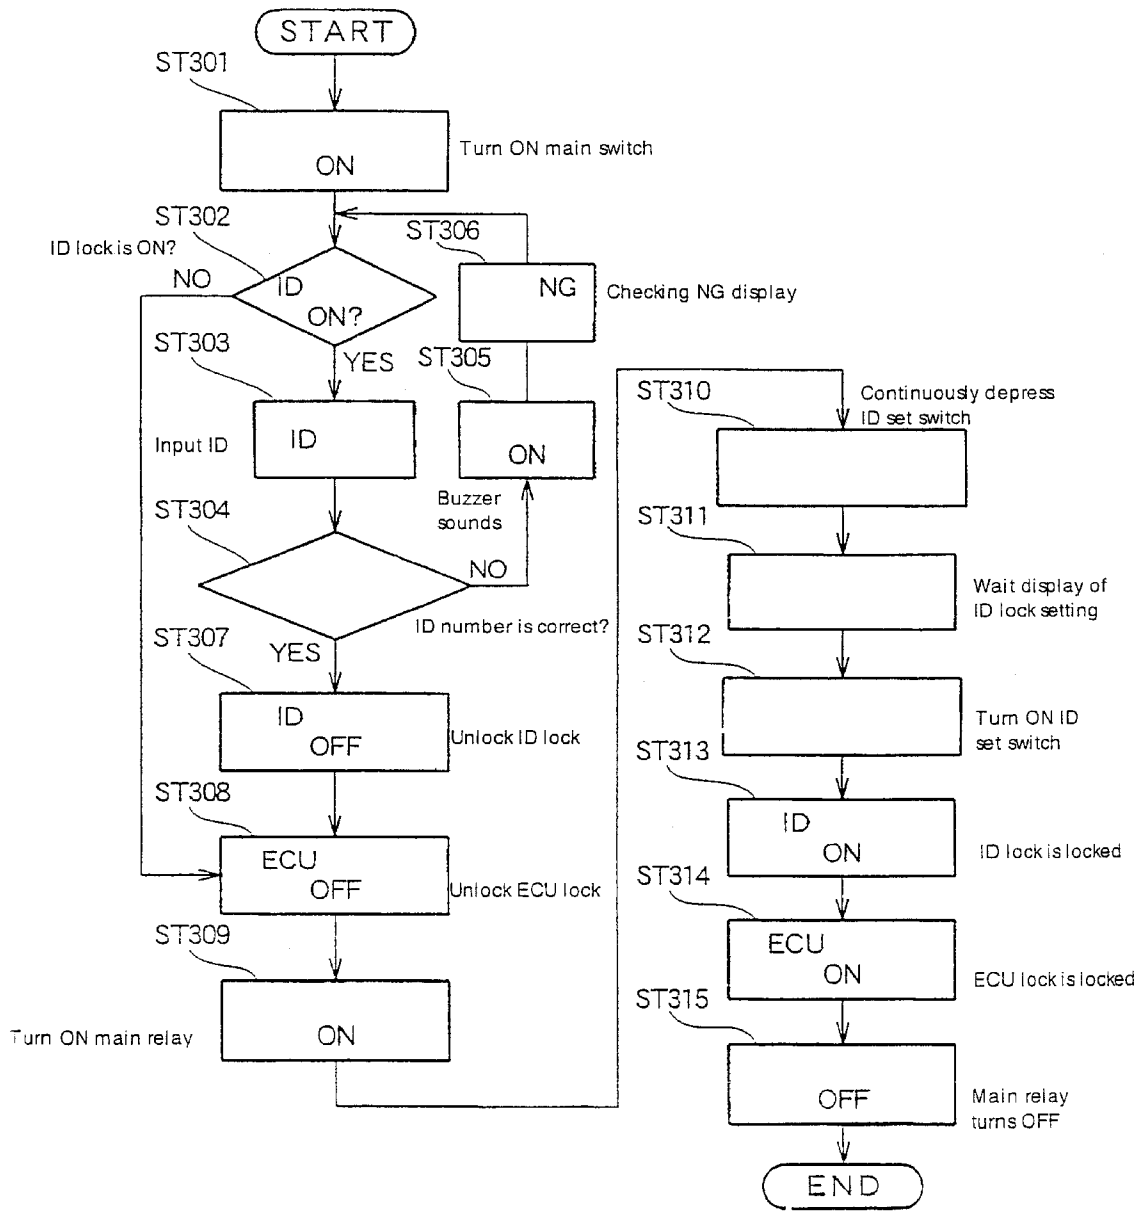 START
ST301
ON
Turn ON main switch
ST302
ID lock is ON?
NO
ID
ON?
YES
ST306
NG
Checking NG display
ST303
Input ID
ID
ST305
ON
Buzzer
sounds
ST304
NO
ID number is correct?
YES
ST307
ID
OFF
Unlock ID lock
ST308
ECU
OFF
Unlock ECU lock
ST309
Turn ON main relay
ON
ST310
Continuously depress
ID set switch
ST311
Wait display of
ID lock setting
ST312
Turn ON ID
set switch
ST313
ID
ON
ID lock is locked
ST314
ECU
ON
ECU lock is locked
ST315
OFF
Main relay
turns OFF
END